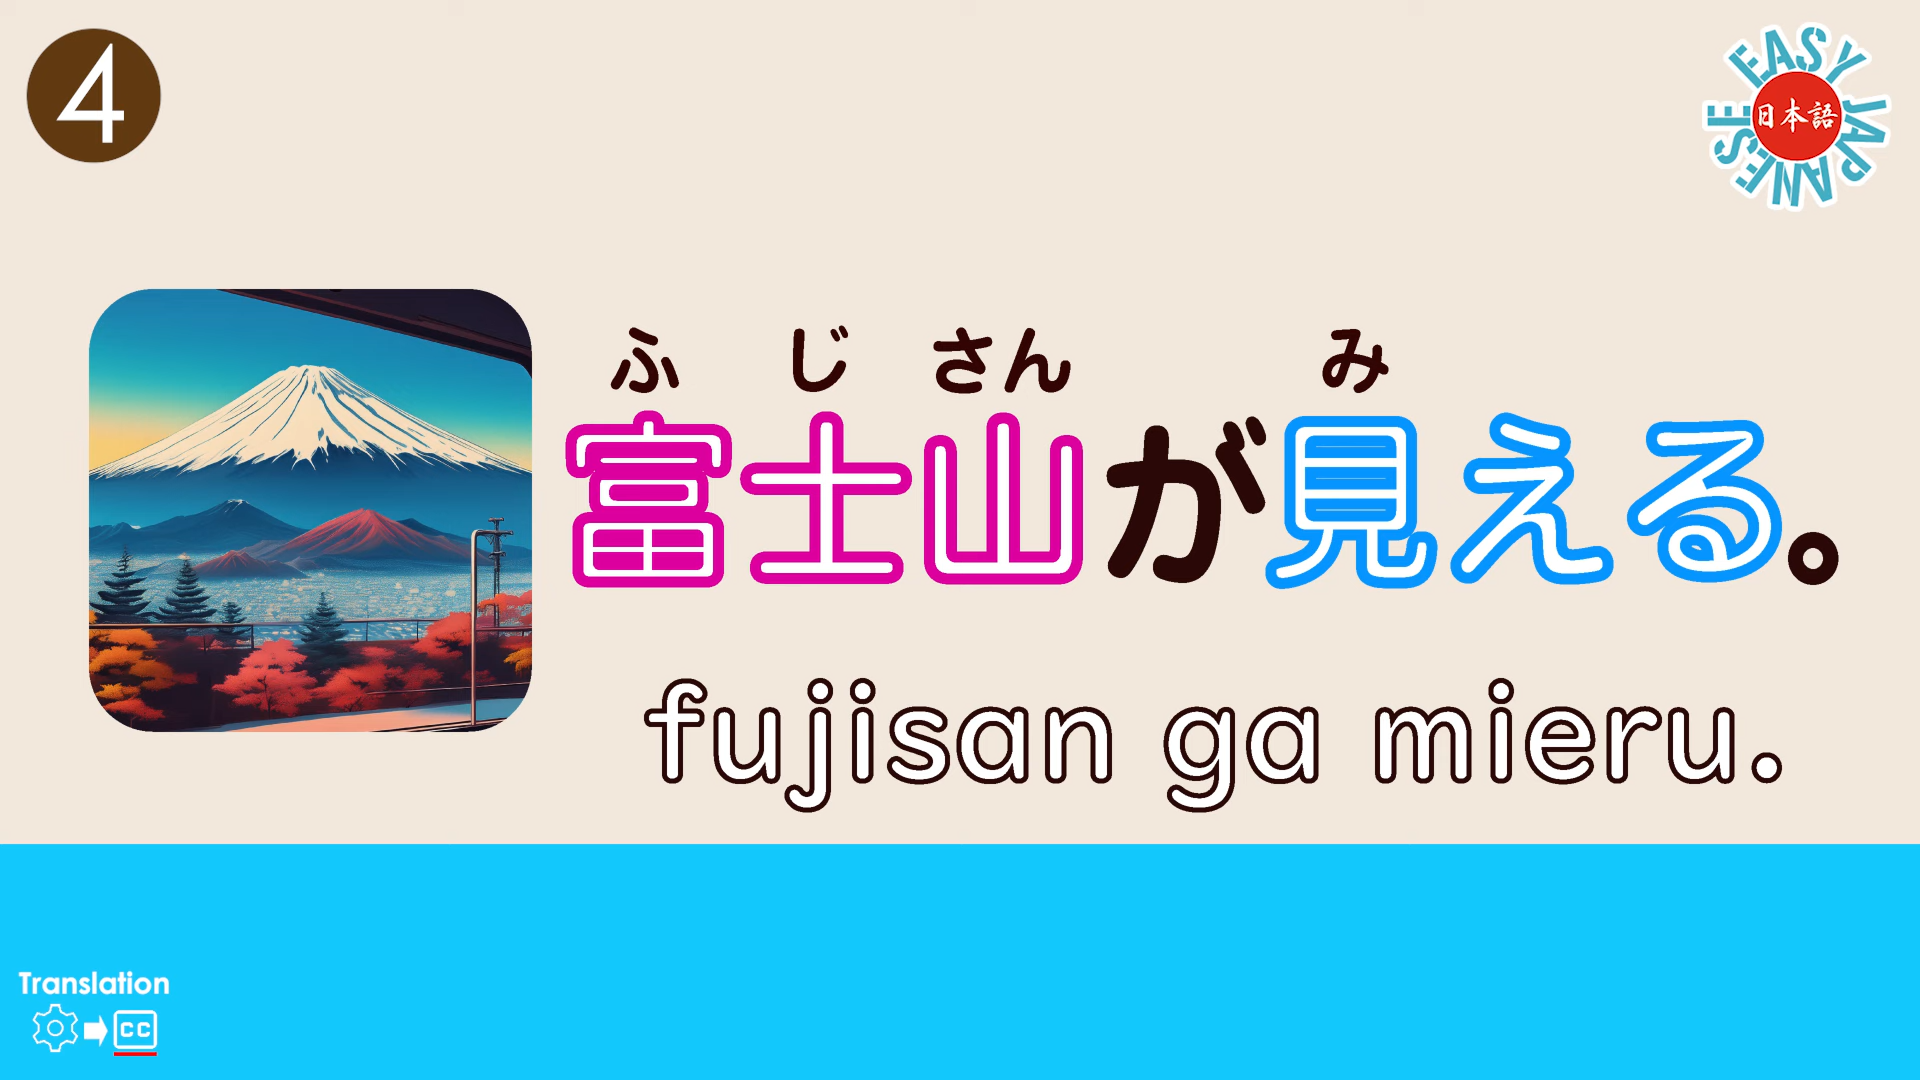 4
EASY JAPANESE
日本語
ふじさん み
富士山が見える。
fujisan ga mieru.
Translation
CC